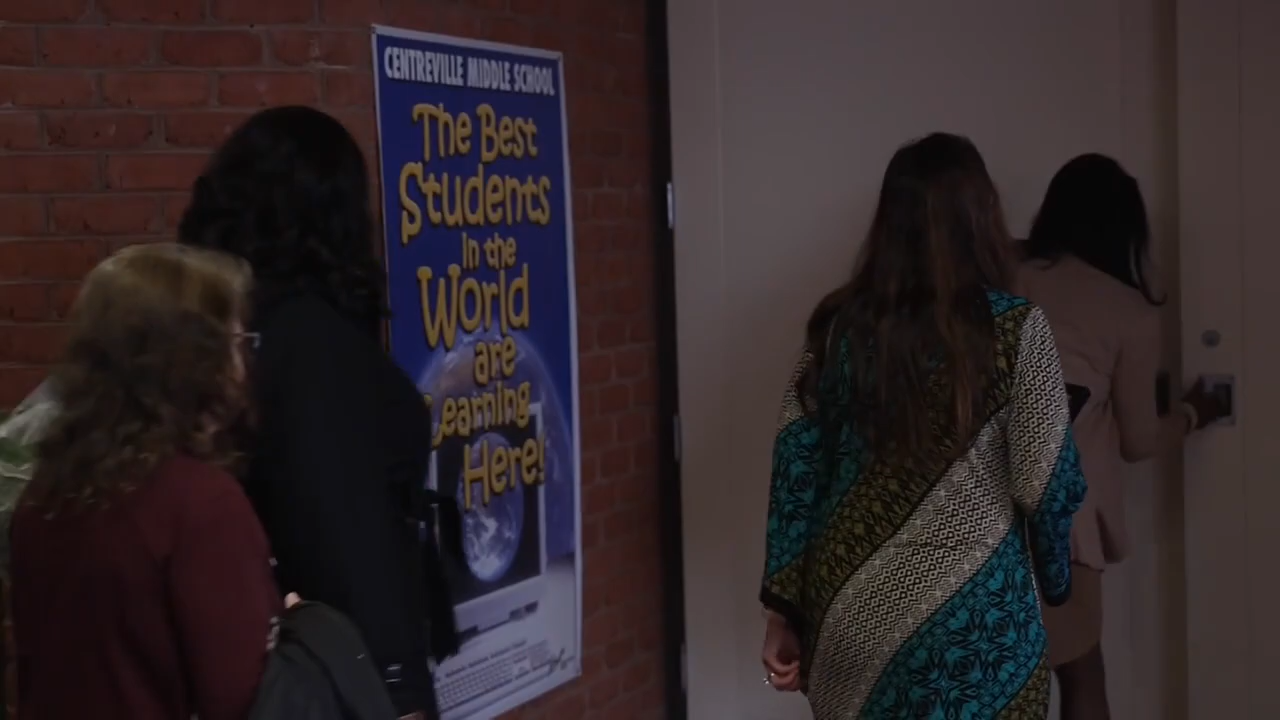 CENTREVILLE MIDDLE SCHOOL
The Best
Students
in the
World
are
Learning
Here!